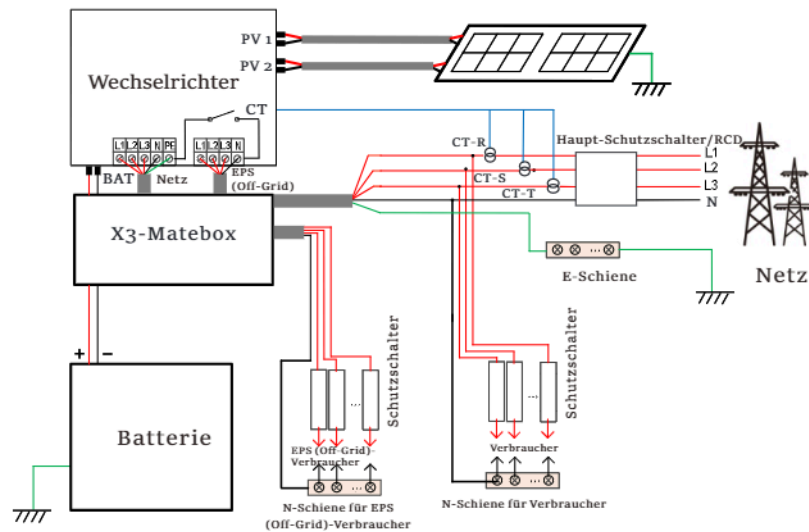 PV 1
PV 2
Wechselrichter
CT
L1 L2 L3 N PE
L1 L2 L3 N
BAT
Netz
EPS
(Off-Grid)
CT-R
CT-S
CT-T
Haupt-Schutzschalter/RCD
L1
L2
L3
N
X3-Matebox
E-Schiene
Netz
+ −
Batterie
Schutzschalter
...
EPS (Off-Grid)-
Verbraucher
...
N-Schiene für EPS
(Off-Grid)-Verbraucher
Schutzschalter
...
Verbraucher
...
N-Schiene für Verbraucher